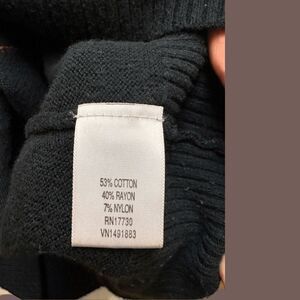 53% COTTON
40% RAYON
7% NYLON
RN17730
VN1491883